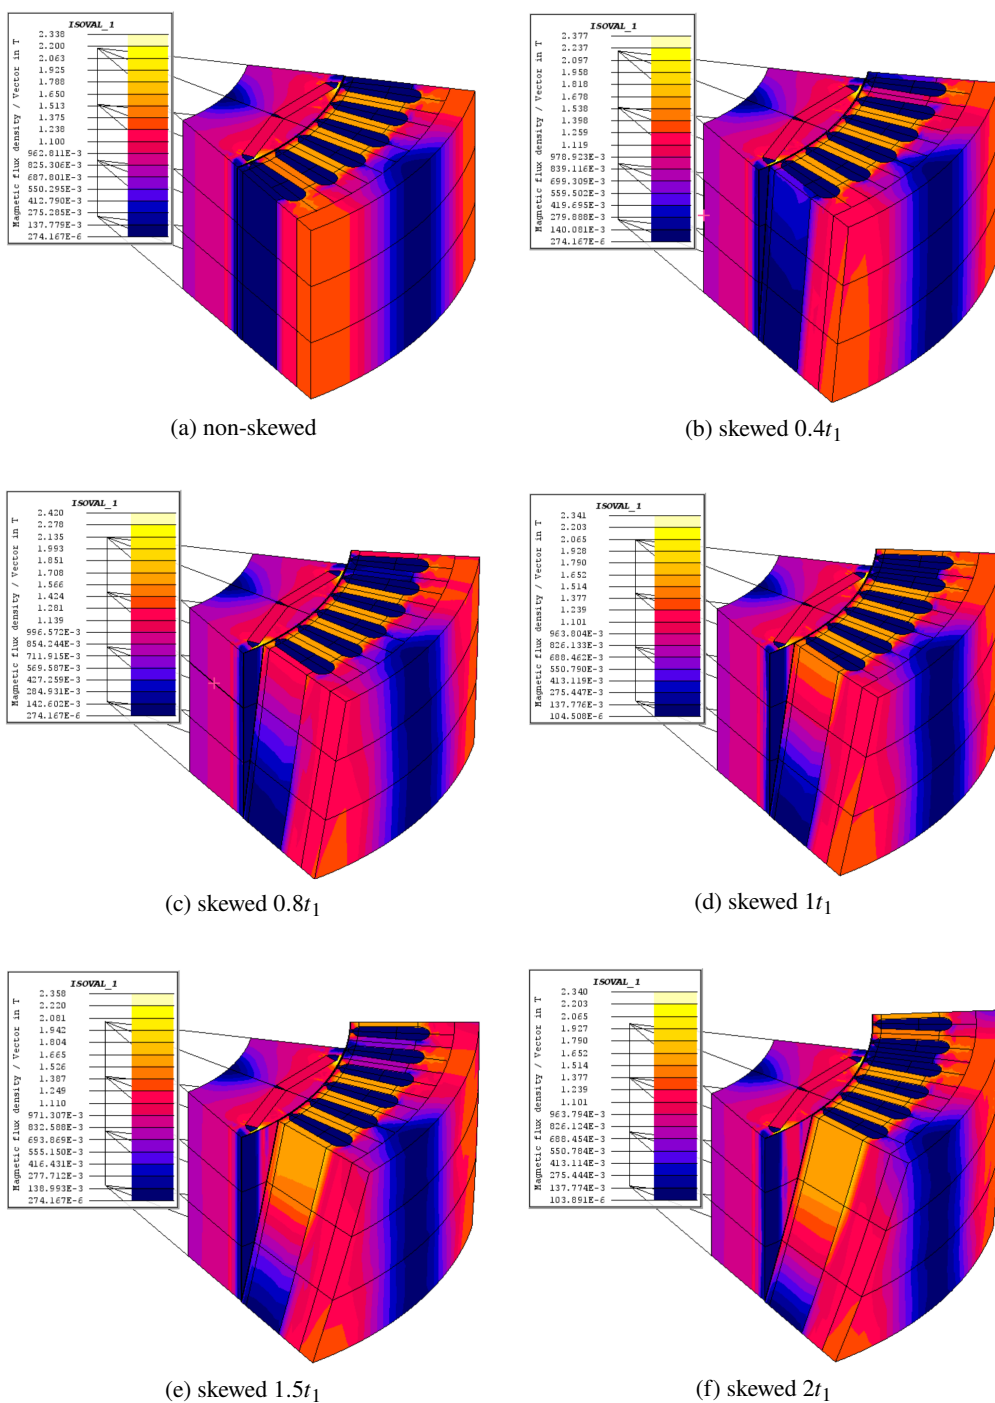 ISOVAL_1
Magnetic flux density / Vector in T
2.338
2.200
2.063
1.925
1.788
1.650
1.513
1.375
1.238
1.100
962.811E-3
825.306E-3
687.801E-3
550.295E-3
412.790E-3
275.285E-3
137.779E-3
274.167E-6
(a) non-skewed
ISOVAL_1
Magnetic flux density / Vector in T
2.377
2.237
2.097
1.958
1.818
1.678
1.538
1.398
1.259
1.119
978.923E-3
839.116E-3
699.309E-3
559.502E-3
419.695E-3
279.888E-3
140.081E-3
274.167E-6
(b) skewed 0.4t₁
ISOVAL_1
Magnetic flux density / Vector in T
2.420
2.278
2.135
1.993
1.851
1.708
1.566
1.424
1.281
1.139
996.572E-3
854.244E-3
711.915E-3
569.587E-3
427.259E-3
284.931E-3
142.602E-3
274.167E-6
(c) skewed 0.8t₁
ISOVAL_1
Magnetic flux density / Vector in T
2.341
2.203
2.065
1.928
1.790
1.652
1.514
1.377
1.239
1.101
963.804E-3
826.133E-3
688.462E-3
550.790E-3
413.119E-3
275.447E-3
137.776E-3
104.508E-6
(d) skewed 1t₁
ISOVAL_1
Magnetic flux density / Vector in T
2.358
2.220
2.081
1.942
1.804
1.665
1.526
1.387
1.249
1.110
971.307E-3
832.588E-3
693.869E-3
555.150E-3
416.431E-3
277.712E-3
138.993E-3
274.167E-6
(e) skewed 1.5t₁
ISOVAL_1
Magnetic flux density / Vector in T
2.340
2.203
2.065
1.927
1.790
1.652
1.514
1.377
1.239
1.101
963.794E-3
826.124E-3
688.454E-3
550.784E-3
413.114E-3
275.444E-3
137.774E-3
103.891E-6
(f) skewed 2t₁